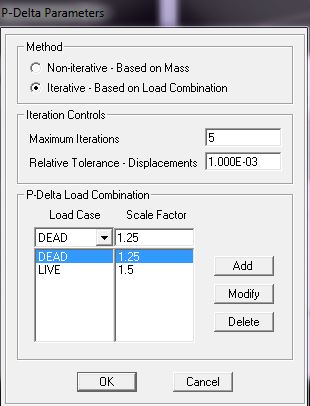 P-Delta Parameters
Method
Non-iterative - Based on Mass
Iterative - Based on Load Combination
Iteration Controls
Maximum Iterations 5
Relative Tolerance - Displacements 1.000E-03
P-Delta Load Combination
Load Case Scale Factor
DEAD 1.25
DEAD 1.25
LIVE 1.5
Add
Modify
Delete
OK Cancel